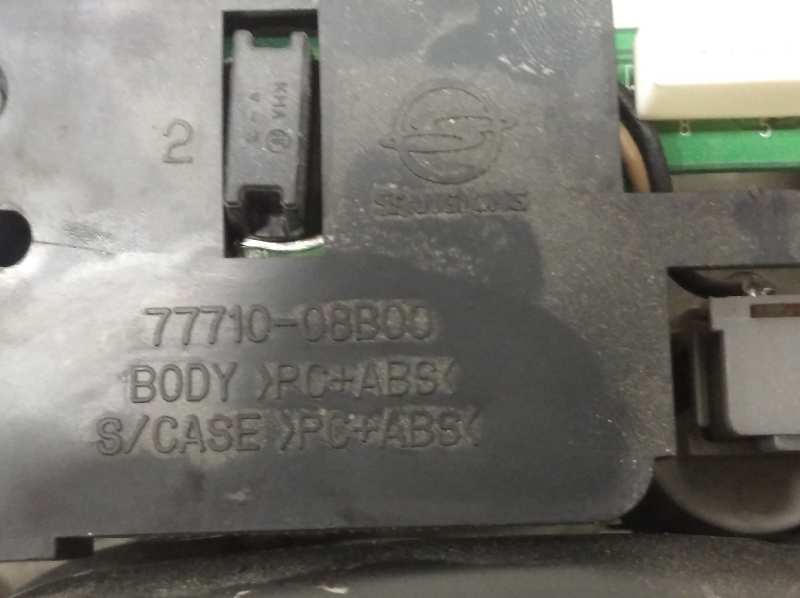 2
SSANGYONG
77710-08B00
BODY >PC+ABS<
S/CASE >PC+ABS<